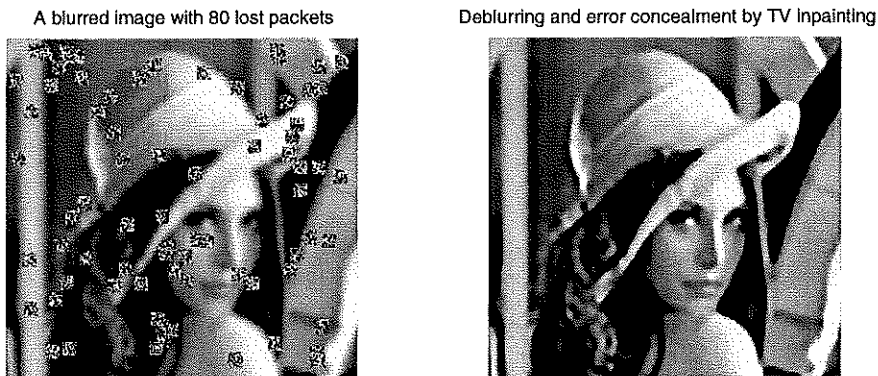 A blurred image with 80 lost packets
Deblurring and error concealment by TV inpainting